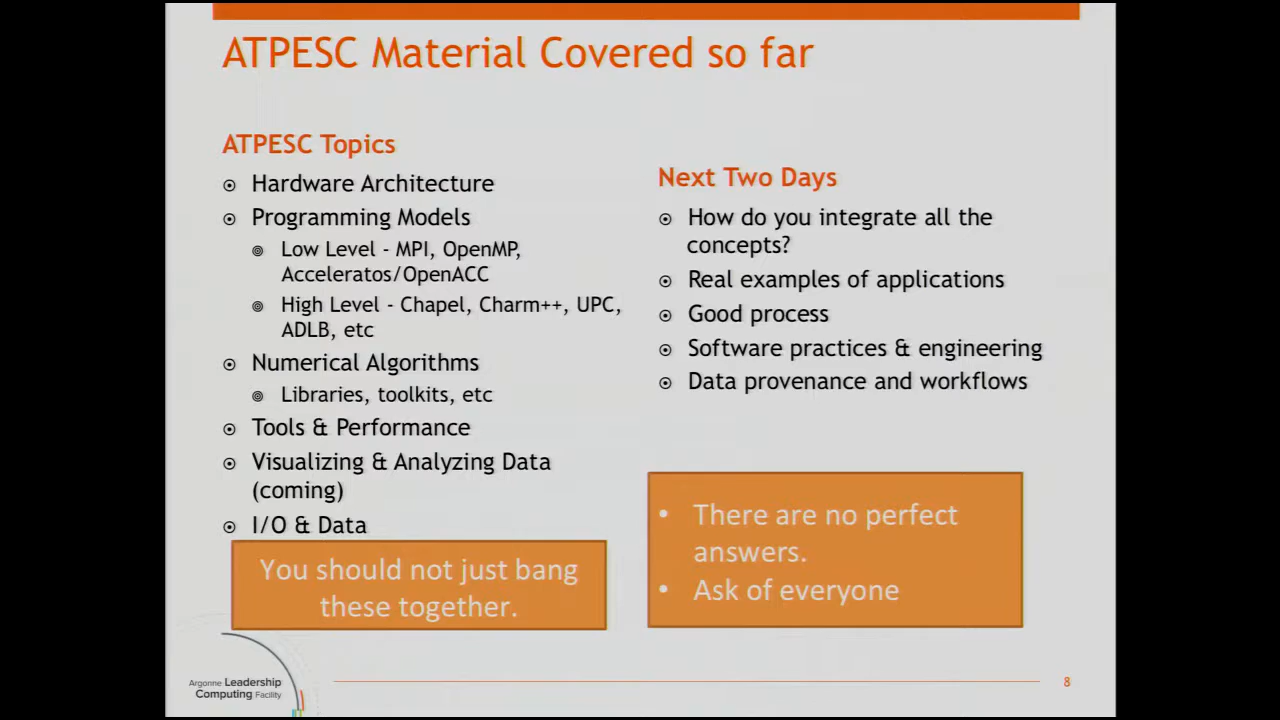 ATPESC Material Covered so far
ATPESC Topics
Hardware Architecture
Programming Models
Low Level - MPI, OpenMP,
Acceleratos/OpenACC
High Level - Chapel, Charm++, UPC,
ADLB, etc
Numerical Algorithms
Libraries, toolkits, etc
Tools & Performance
Visualizing & Analyzing Data
(coming)
I/O & Data
You should not just bang
these together.
Next Two Days
How do you integrate all the
concepts?
Real examples of applications
Good process
Software practices & engineering
Data provenance and workflows
• There are no perfect
answers.
• Ask of everyone
Argonne Leadership
Computing Facility
8